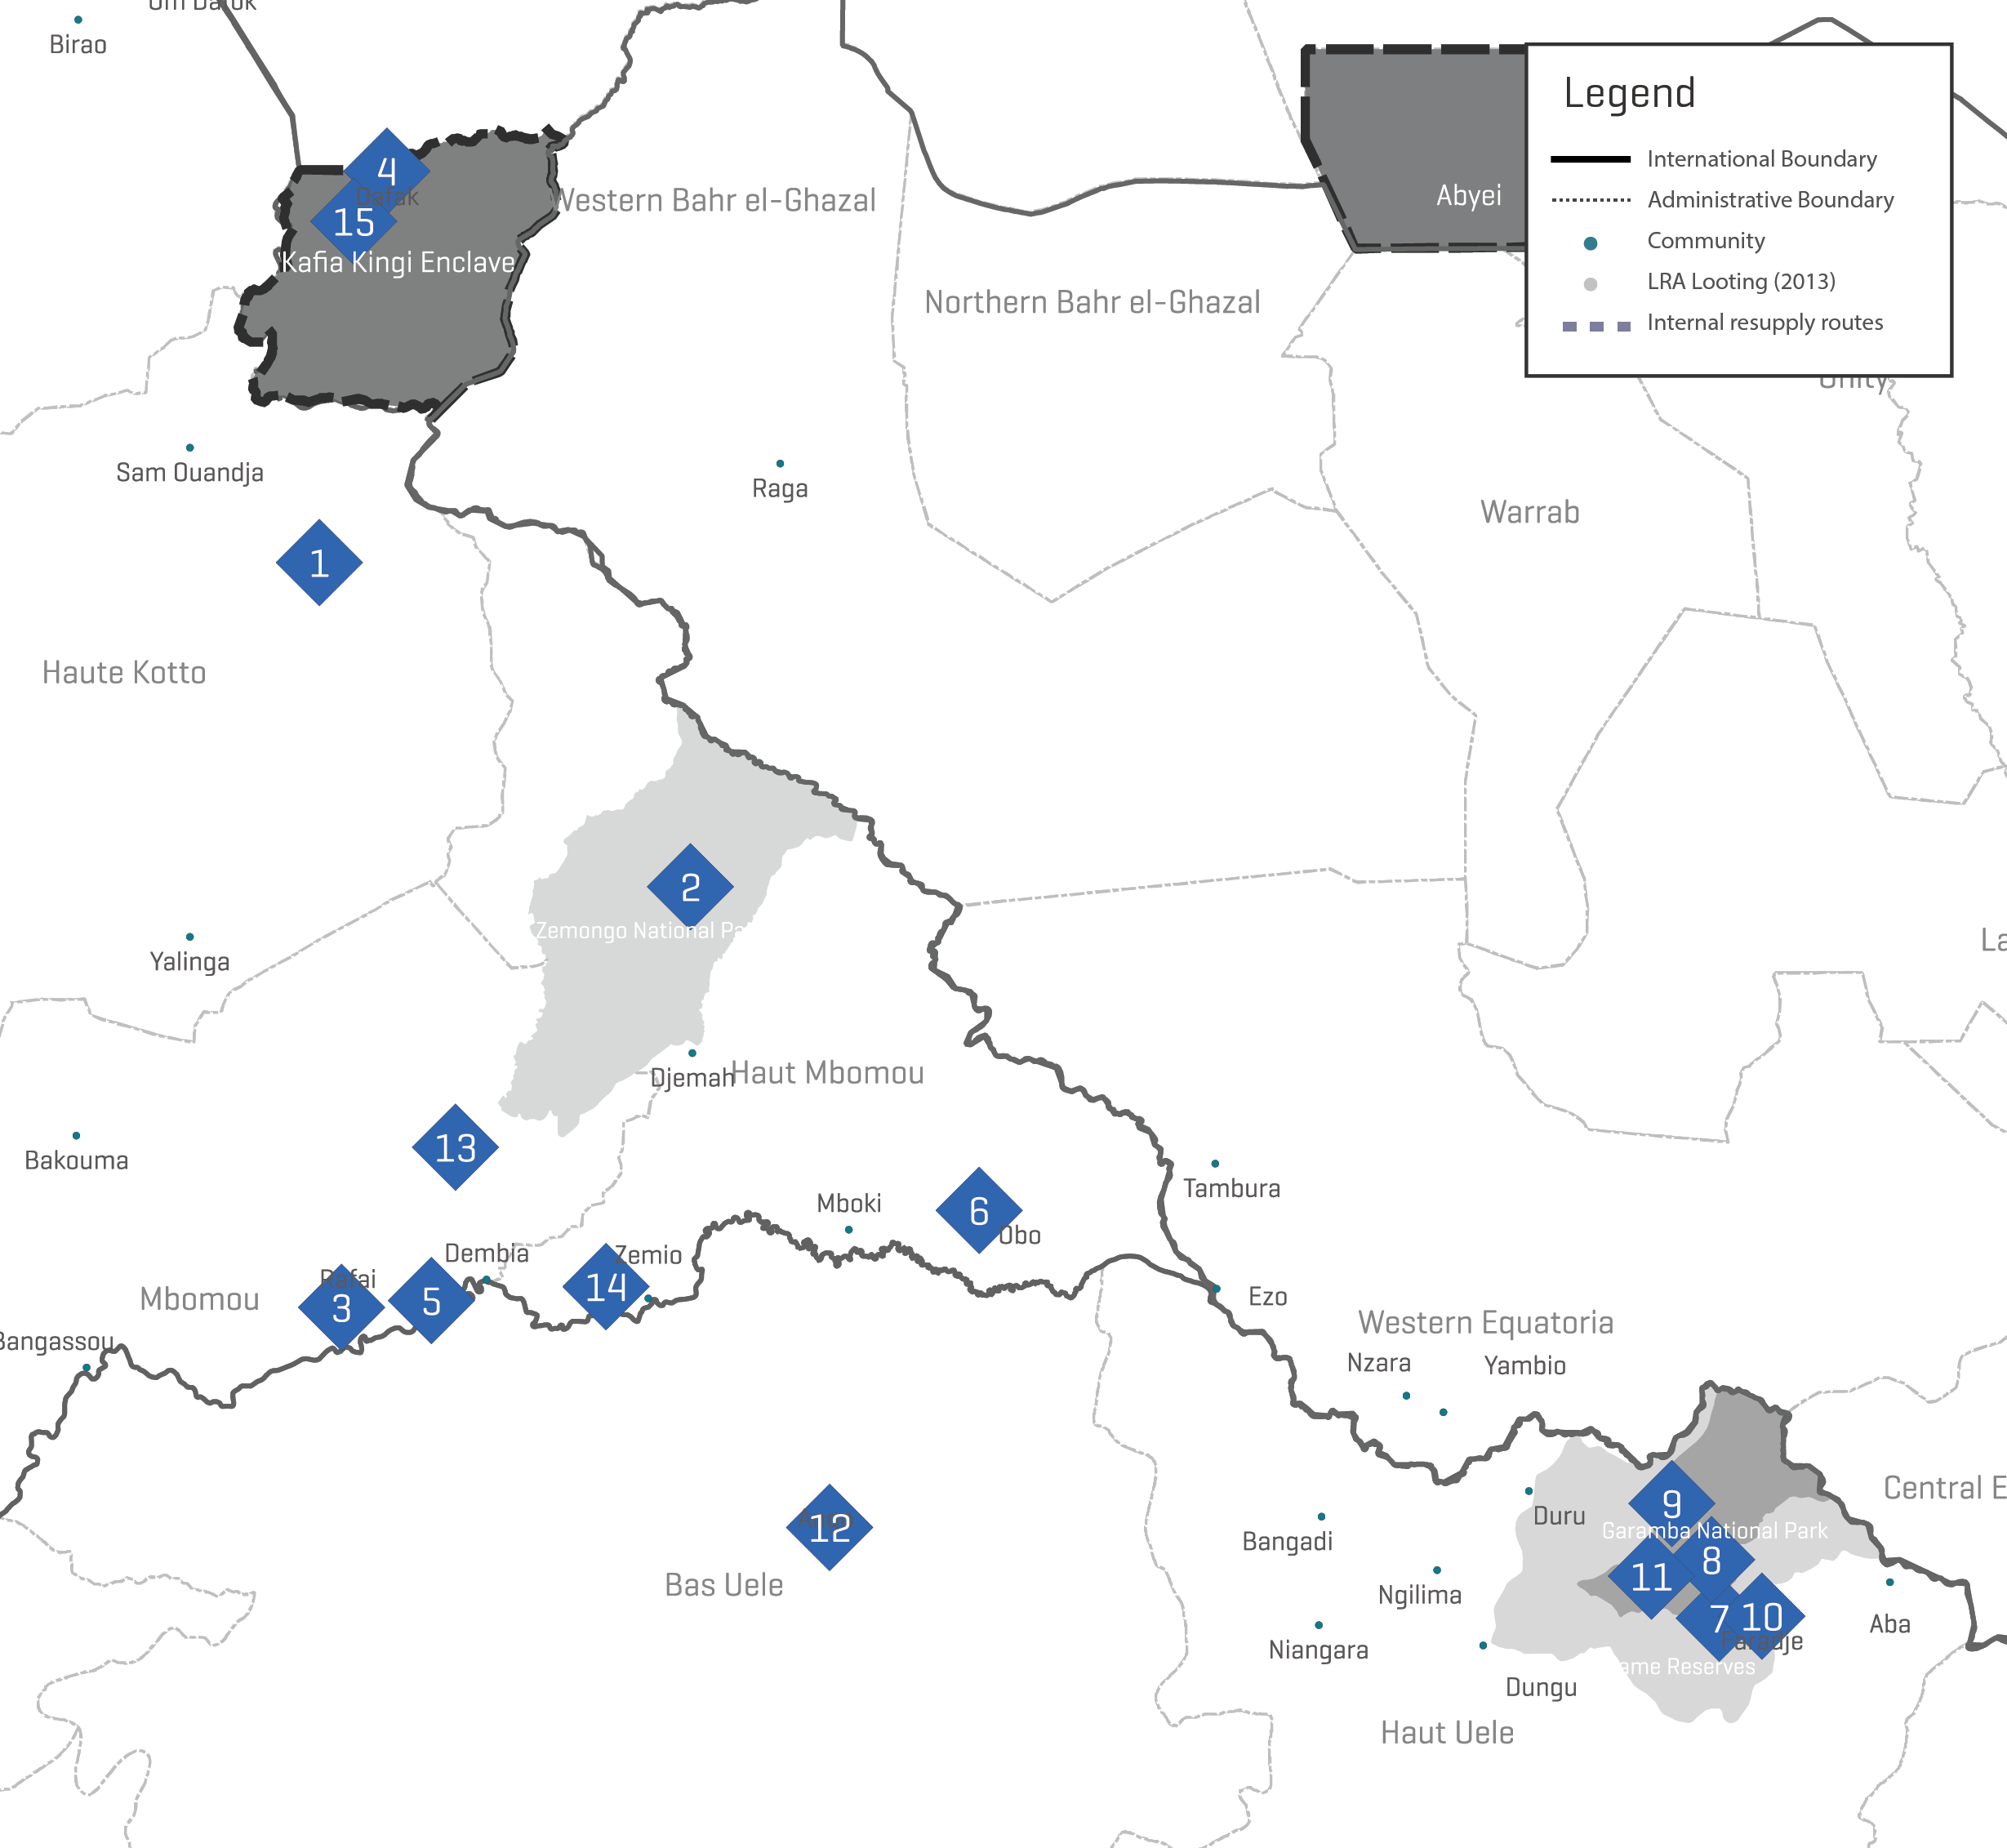 Um Dafuk
Birao
Legend
International Boundary
Administrative Boundary
Community
LRA Looting (2013)
Internal resupply routes
4
Dafak
15
Kafia Kingi Enclave
Western Bahr el-Ghazal
Abyei
Northern Bahr el-Ghazal
Unity
Sam Ouandja
Raga
Warrab
1
Haute Kotto
2
Zemongo National Pa
Yalinga
La
Djemah
Haut Mbomou
13
Bakouma
Tambura
Mboki
6
Obo
Dembia
Zemio
Rafai
14
Mbomou
3
5
Ezo
Bangassou
Western Equatoria
Nzara
Yambio
Central E
9
Duru
Garamba National Park
12
Bangadi
8
11
Bas Uele
Ngilima
7
10
Aba
Faradje
Niangara
ame Reserves
Dungu
Haut Uele